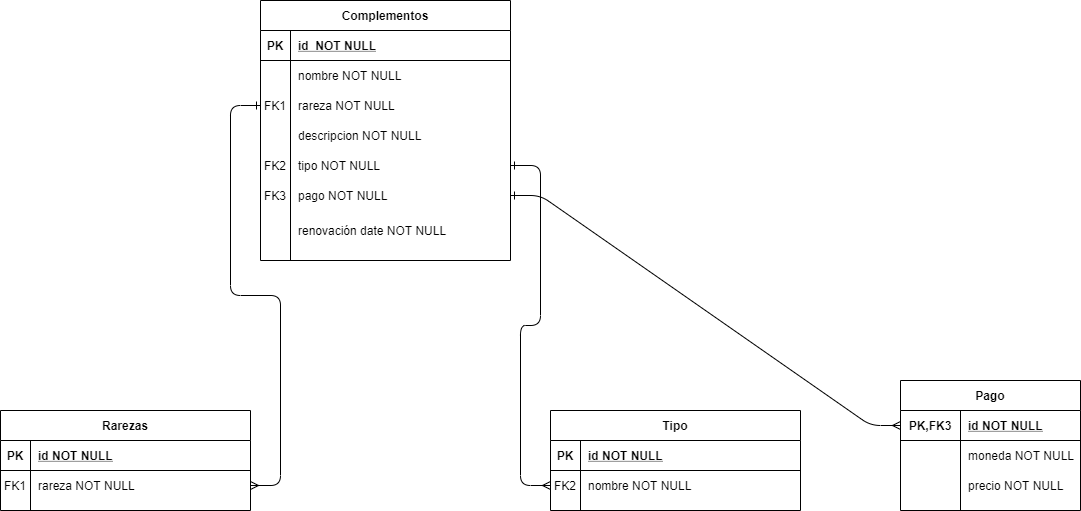 Complementos
PK id NOT NULL
nombre NOT NULL
FK1 rareza NOT NULL
descripcion NOT NULL
FK2 tipo NOT NULL
FK3 pago NOT NULL
renovación date NOT NULL
Rarezas
PK id NOT NULL
FK1 rareza NOT NULL
Tipo
PK id NOT NULL
FK2 nombre NOT NULL
Pago
PK,FK3 id NOT NULL
moneda NOT NULL
precio NOT NULL